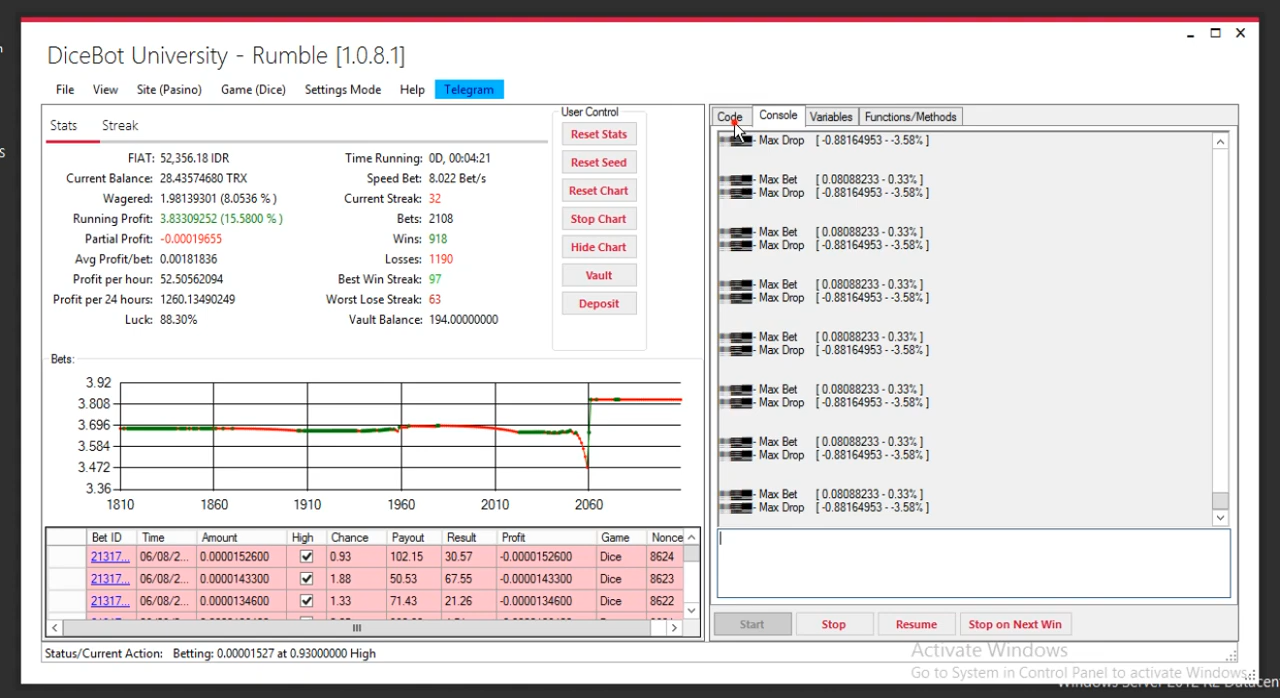 DiceBot University - Rumble [1.0.8.1]
File View Site (Pasino) Game (Dice) Settings Mode Help Telegram
Stats Streak
FIAT: 52,356.18 IDR Time Running: 0D, 00:04:21
Current Balance: 28.43574680 TRX Speed Bet: 8.022 Bet/s
Wagered: 1.98139301 (8.0536 %) Current Streak: 32
Running Profit: 3.83309252 (15.5800 %) Bets: 2108
Partial Profit: -0.00019655 Wins: 918
Avg Profit/bet: 0.00181836 Losses: 1190
Profit per hour: 52.50562094 Best Win Streak: 97
Profit per 24 hours: 1260.13490249 Worst Lose Streak: 63
Luck: 88.30% Vault Balance: 194.00000000
User Control
Reset Stats
Reset Seed
Reset Chart
Stop Chart
Hide Chart
Vault
Deposit
Bets:
3.92
3.808
3.696
3.584
3.472
3.36
1810 1860 1910 1960 2010 2060
Bet ID Time Amount High Chance Payout Result Profit Game Nonce
21317... 06/08/2... 0.0000152600 0.93 102.15 30.57 -0.0000152600 Dice 8624
21317... 06/08/2... 0.0000143300 1.88 50.53 67.55 -0.0000143300 Dice 8623
21317... 06/08/2... 0.0000134600 1.33 71.43 21.26 -0.0000134600 Dice 8622
Status/Current Action: Betting: 0.00001527 at 0.93000000 High
Code Console Variables Functions/Methods
- Max Drop [ -0.88164953 - -3.58% ]
- Max Bet [ 0.08088233 - 0.33% ]
- Max Drop [ -0.88164953 - -3.58% ]
- Max Bet [ 0.08088233 - 0.33% ]
- Max Drop [ -0.88164953 - -3.58% ]
- Max Bet [ 0.08088233 - 0.33% ]
- Max Drop [ -0.88164953 - -3.58% ]
- Max Bet [ 0.08088233 - 0.33% ]
- Max Drop [ -0.88164953 - -3.58% ]
- Max Bet [ 0.08088233 - 0.33% ]
- Max Drop [ -0.88164953 - -3.58% ]
- Max Bet [ 0.08088233 - 0.33% ]
- Max Drop [ -0.88164953 - -3.58% ]
- Max Bet [ 0.08088233 - 0.33% ]
- Max Drop [ -0.88164953 - -3.58% ]
Start Stop Resume Stop on Next Win
Activate Windows
Go to System in Control Panel to activate Windows.